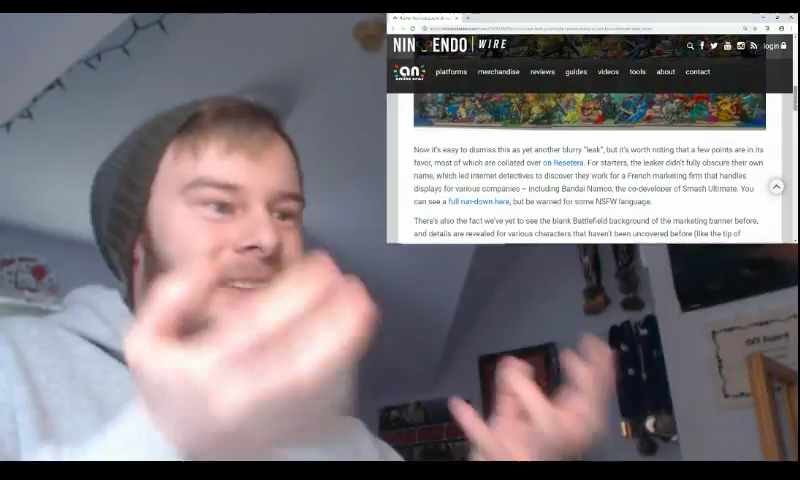 NINTENDO WIRE
login
an
platforms merchandise reviews guides videos tools about contact
Now it's easy to dismiss this as yet another blurry "leak", but it's worth noting that a few points are in its
favor, most of which are collated over on Resetera. For starters, the leaker didn't fully obscure their own
name, which led internet detectives to discover they work for a French marketing firm that handles
displays for various companies – including Bandai Namco, the co-developer of Smash Ultimate. You
can see a full run-down here, but be warned for some NSFW language.
There's also the fact we've yet to see the blank Battlefield background of the marketing banner before,
and details are revealed for various characters that haven't been uncovered before (like the tip of